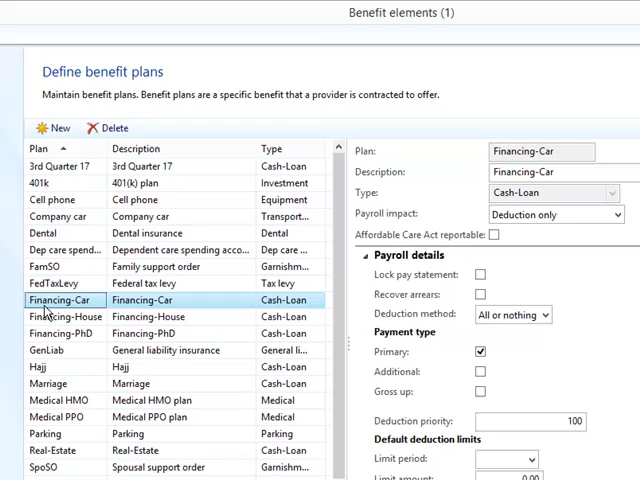 Benefit elements (1)
Define benefit plans
Maintain benefit plans. Benefit plans are a specific benefit that a provider is contracted to offer.
New Delete
Plan Description Type
3rd Quarter 17 3rd Quarter 17 Cash-Loan
401k 401(k) plan Investment
Cell phone Cell phone Equipment
Company car Company car Transport...
Dental Dental insurance Dental
Dep care spend... Dependent care spending acco... Dep care ...
FamSO Family support order Garnishm...
FedTaxLevy Federal tax levy Tax levy
Financing-Car Financing-Car Cash-Loan
Financing-House Financing-House Cash-Loan
Financing-PhD Financing-PhD Cash-Loan
GenLiab General liability insurance General li...
Hajj Hajj Cash-Loan
Marriage Marriage Cash-Loan
Medical HMO Medical HMO plan Medical
Medical PPO Medical PPO plan Medical
Parking Parking Parking
Real-Estate Real-Estate Cash-Loan
SpoSO Spousal support order Garnishm...
Plan: Financing-Car
Description: Financing-Car
Type: Cash-Loan
Payroll impact: Deduction only
Affordable Care Act reportable:
Payroll details
Lock pay statement:
Recover arrears:
Deduction method: All or nothing
Payment type
Primary:
Additional:
Gross up:
Deduction priority: 100
Default deduction limits
Limit period:
Limit amount: 0.00